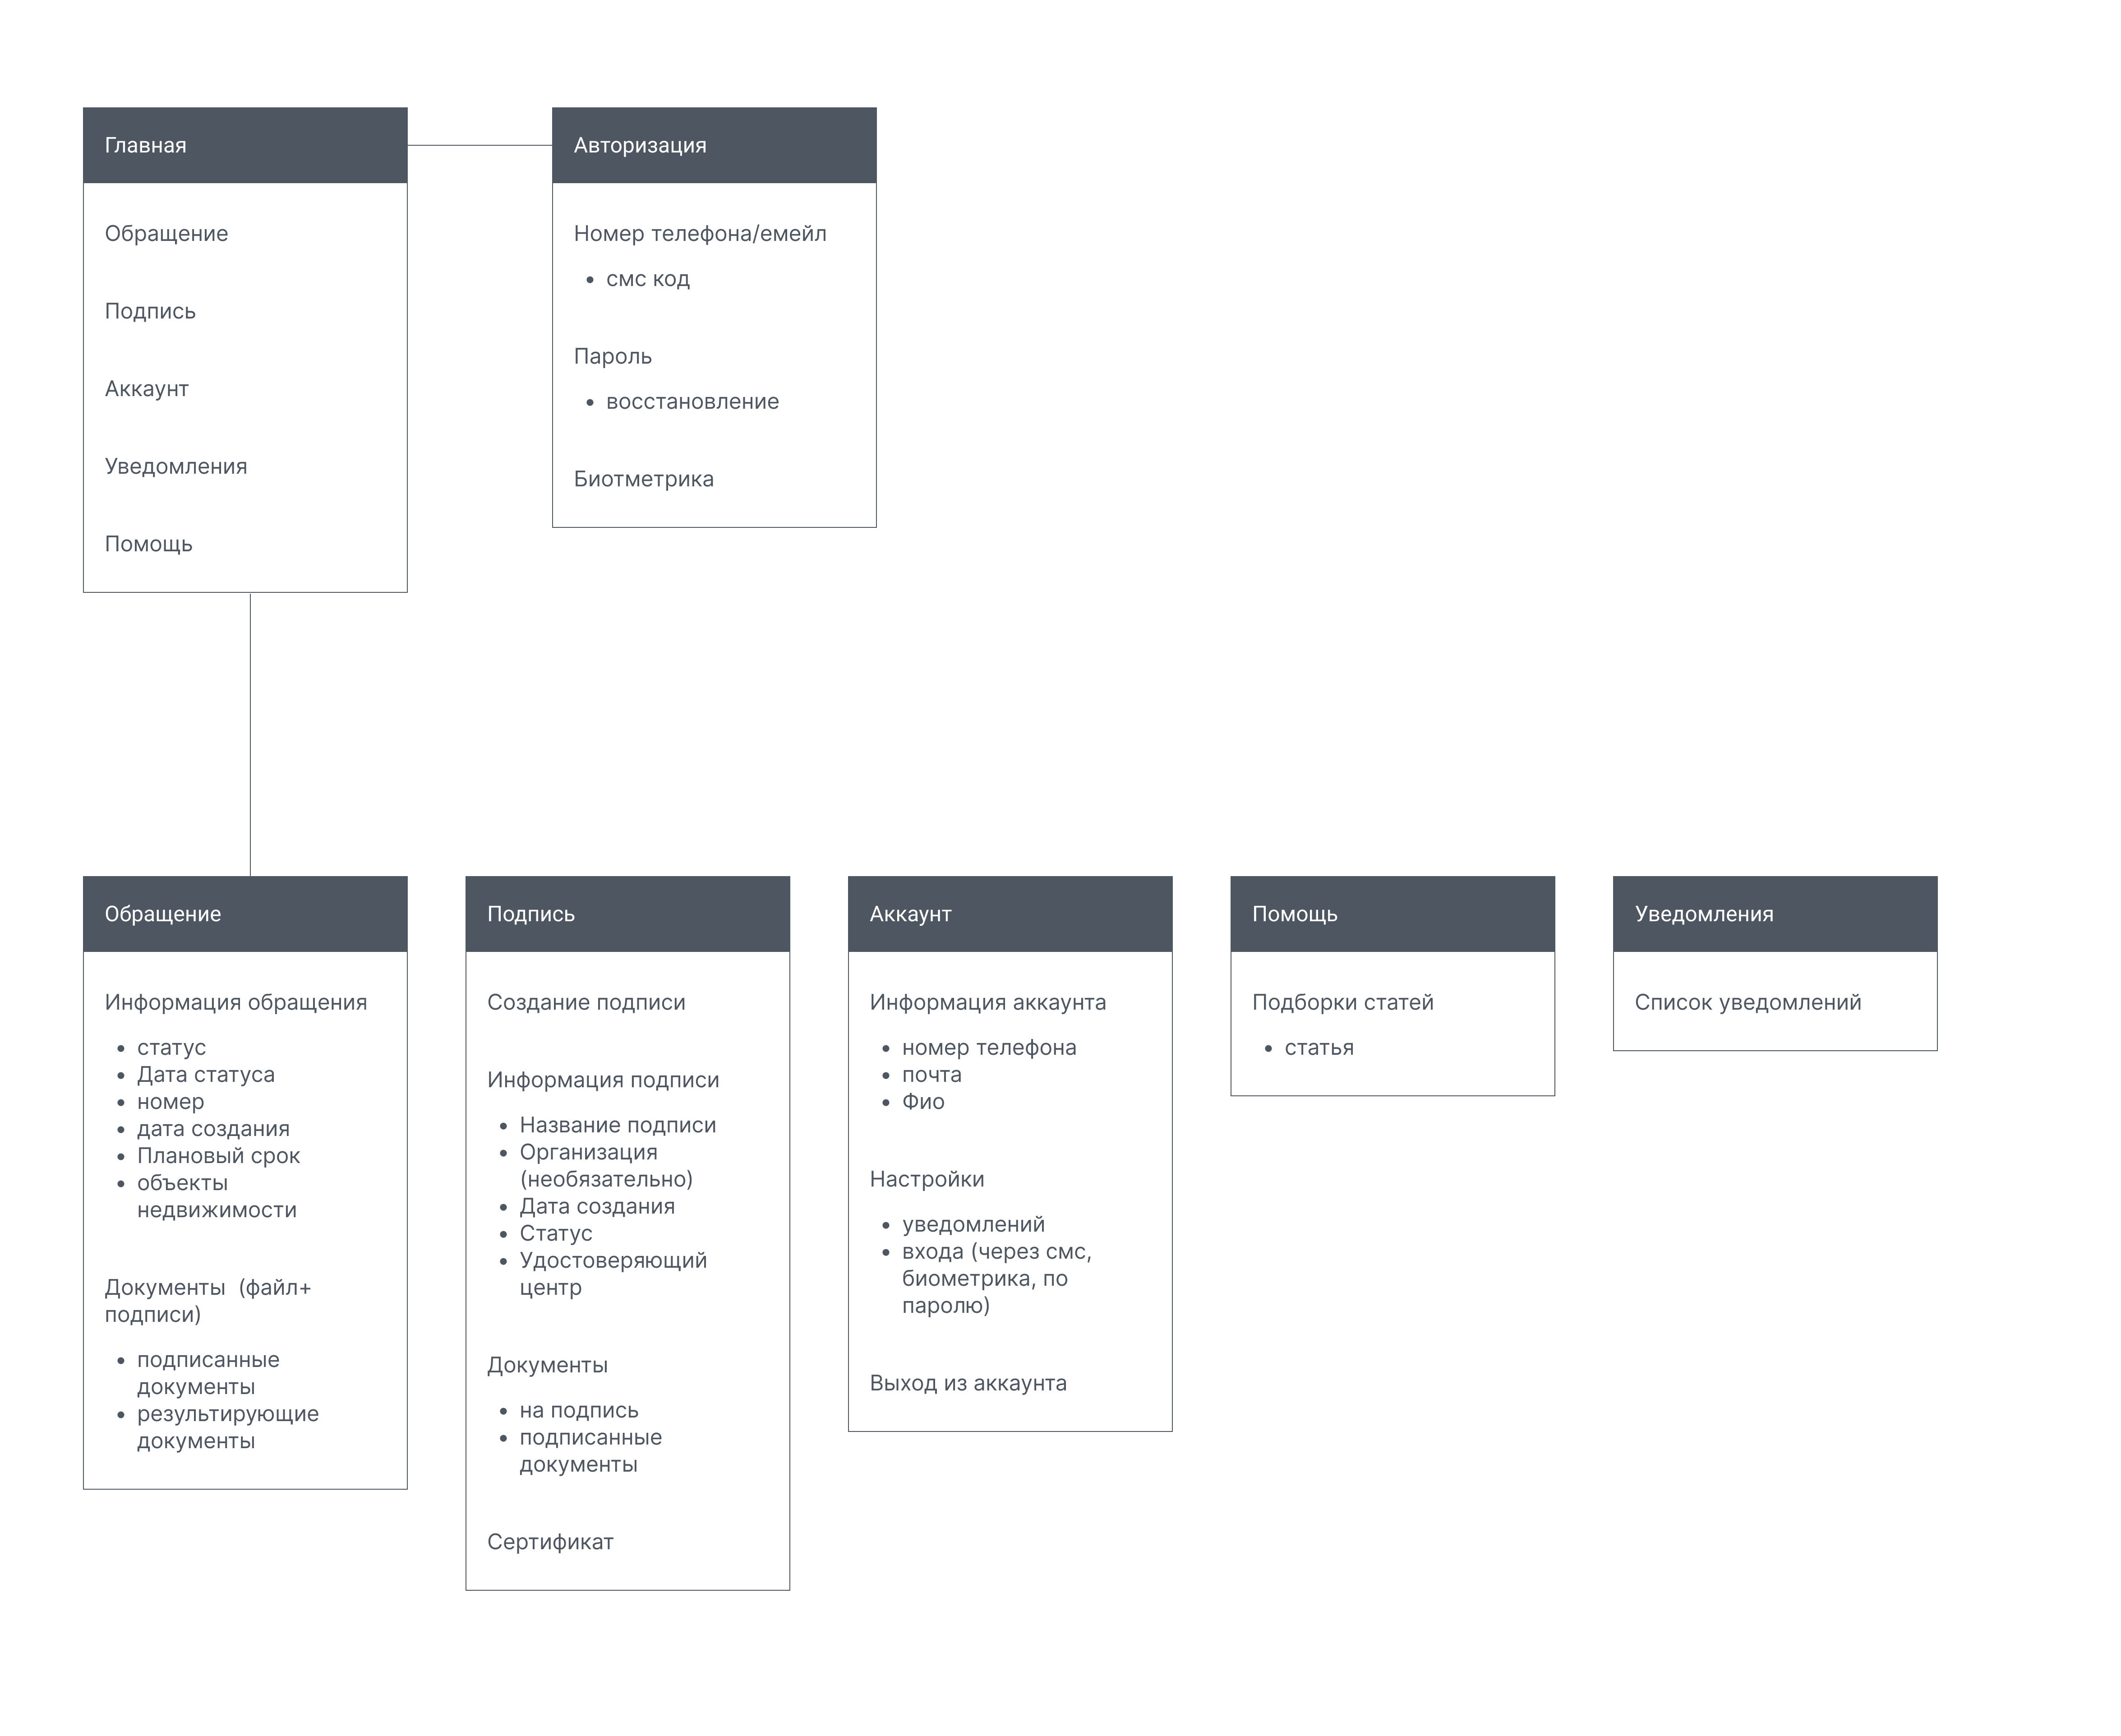 Главная
Обращение
Подпись
Аккаунт
Уведомления
Помощь
Авторизация
Номер телефона/емейл
• смс код
Пароль
• восстановление
Биотметрика
Обращение
Информация обращения
• статус
• Дата статуса
• номер
• дата создания
• Плановый срок
• объекты
недвижимости
Документы  (файл+
подписи)
• подписанные
документы
• результирующие
документы
Подпись
Создание подписи
Информация подписи
• Название подписи
• Организация
(необязательно)
• Дата создания
• Статус
• Удостоверяющий
центр
Документы
• на подпись
• подписанные
документы
Сертификат
Аккаунт
Информация аккаунта
• номер телефона
• почта
• Фио
Настройки
• уведомлений
• входа (через смс,
биометрика, по
паролю)
Выход из аккаунта
Помощь
Подборки статей
• статья
Уведомления
Список уведомлений